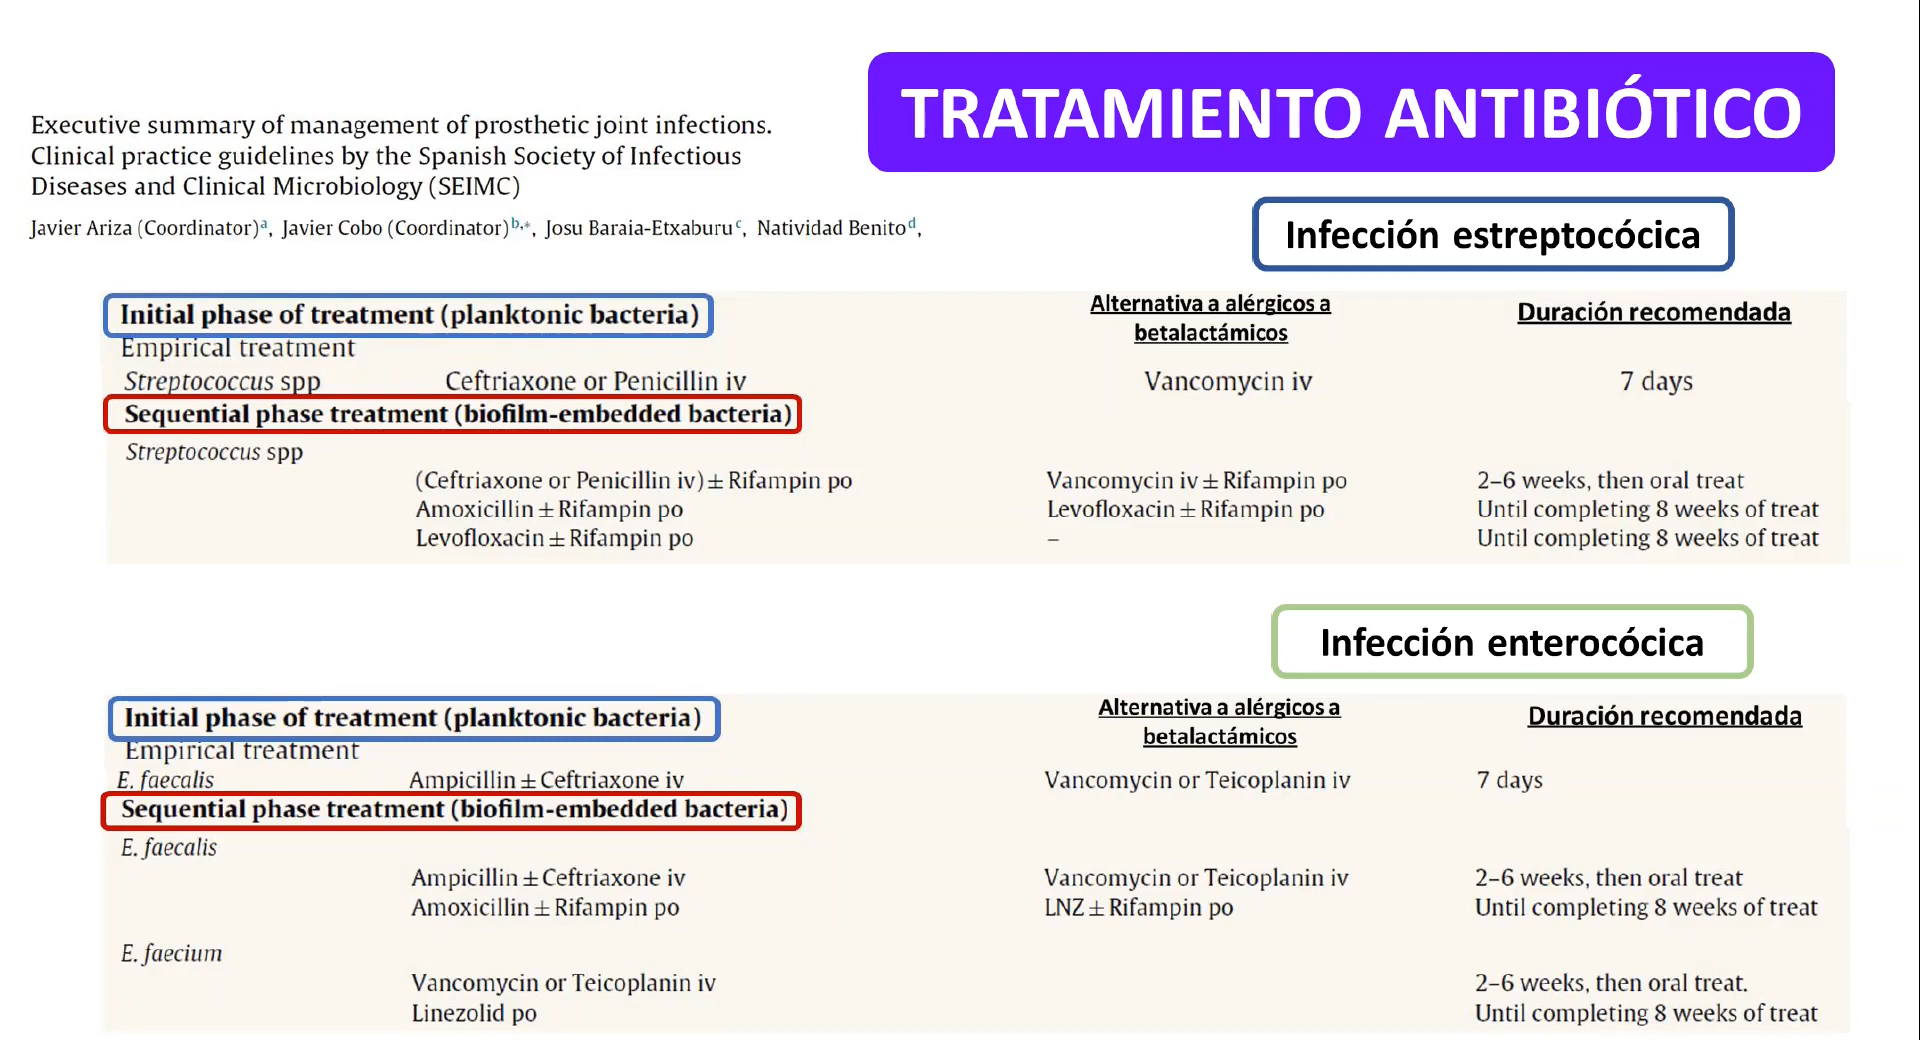 TRATAMIENTO ANTIBIÓTICO
Executive summary of management of prosthetic joint infections.
Clinical practice guidelines by the Spanish Society of Infectious
Diseases and Clinical Microbiology (SEIMC)
Javier Ariza (Coordinator)a, Javier Cobo (Coordinator)b,*, Josu Baraia-Etxaburuc, Natividad Benitod,
Infección estreptocócica
Initial phase of treatment (planktonic bacteria)
Alternativa a alérgicos a
betalactámicos
Duración recomendada
Empirical treatment
Streptococcus spp Ceftriaxone or Penicillin iv Vancomycin iv 7 days
Sequential phase treatment (biofilm-embedded bacteria)
Streptococcus spp
(Ceftriaxone or Penicillin iv) ± Rifampin po Vancomycin iv ± Rifampin po 2–6 weeks, then oral treat
Amoxicillin ± Rifampin po Levofloxacin ± Rifampin po Until completing 8 weeks of treat
Levofloxacin ± Rifampin po – Until completing 8 weeks of treat
Infección enterocócica
Initial phase of treatment (planktonic bacteria)
Alternativa a alérgicos a
betalactámicos
Duración recomendada
Empirical treatment
E. faecalis Ampicillin ± Ceftriaxone iv Vancomycin or Teicoplanin iv 7 days
Sequential phase treatment (biofilm-embedded bacteria)
E. faecalis
Ampicillin ± Ceftriaxone iv Vancomycin or Teicoplanin iv 2–6 weeks, then oral treat
Amoxicillin ± Rifampin po LNZ ± Rifampin po Until completing 8 weeks of treat
E. faecium
Vancomycin or Teicoplanin iv 2–6 weeks, then oral treat.
Linezolid po Until completing 8 weeks of treat